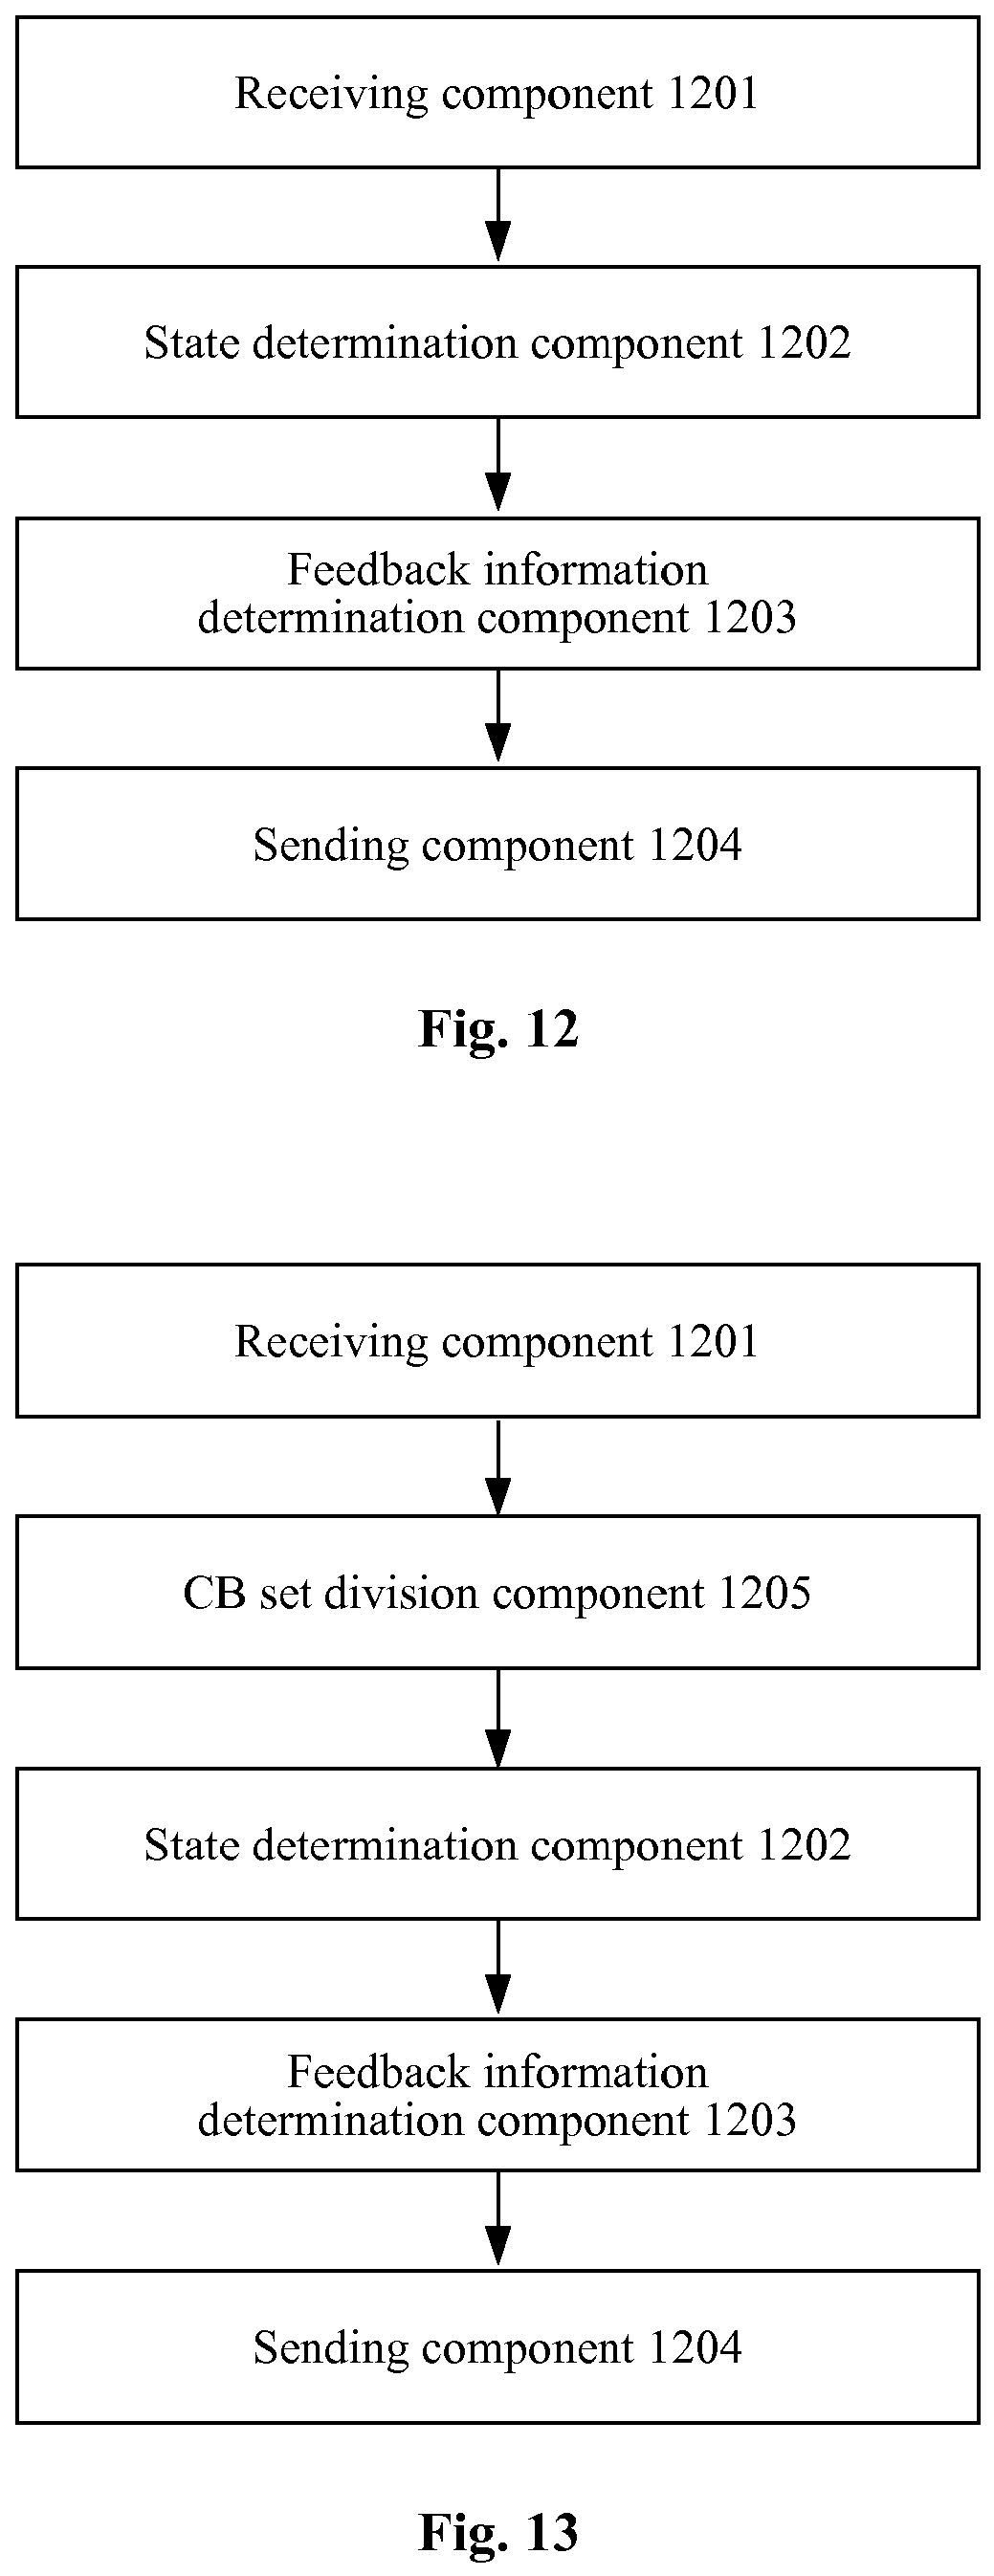 Receiving component 1201
State determination component 1202
Feedback information
determination component 1203
Sending component 1204
Fig. 12
Receiving component 1201
CB set division component 1205
State determination component 1202
Feedback information
determination component 1203
Sending component 1204
Fig. 13